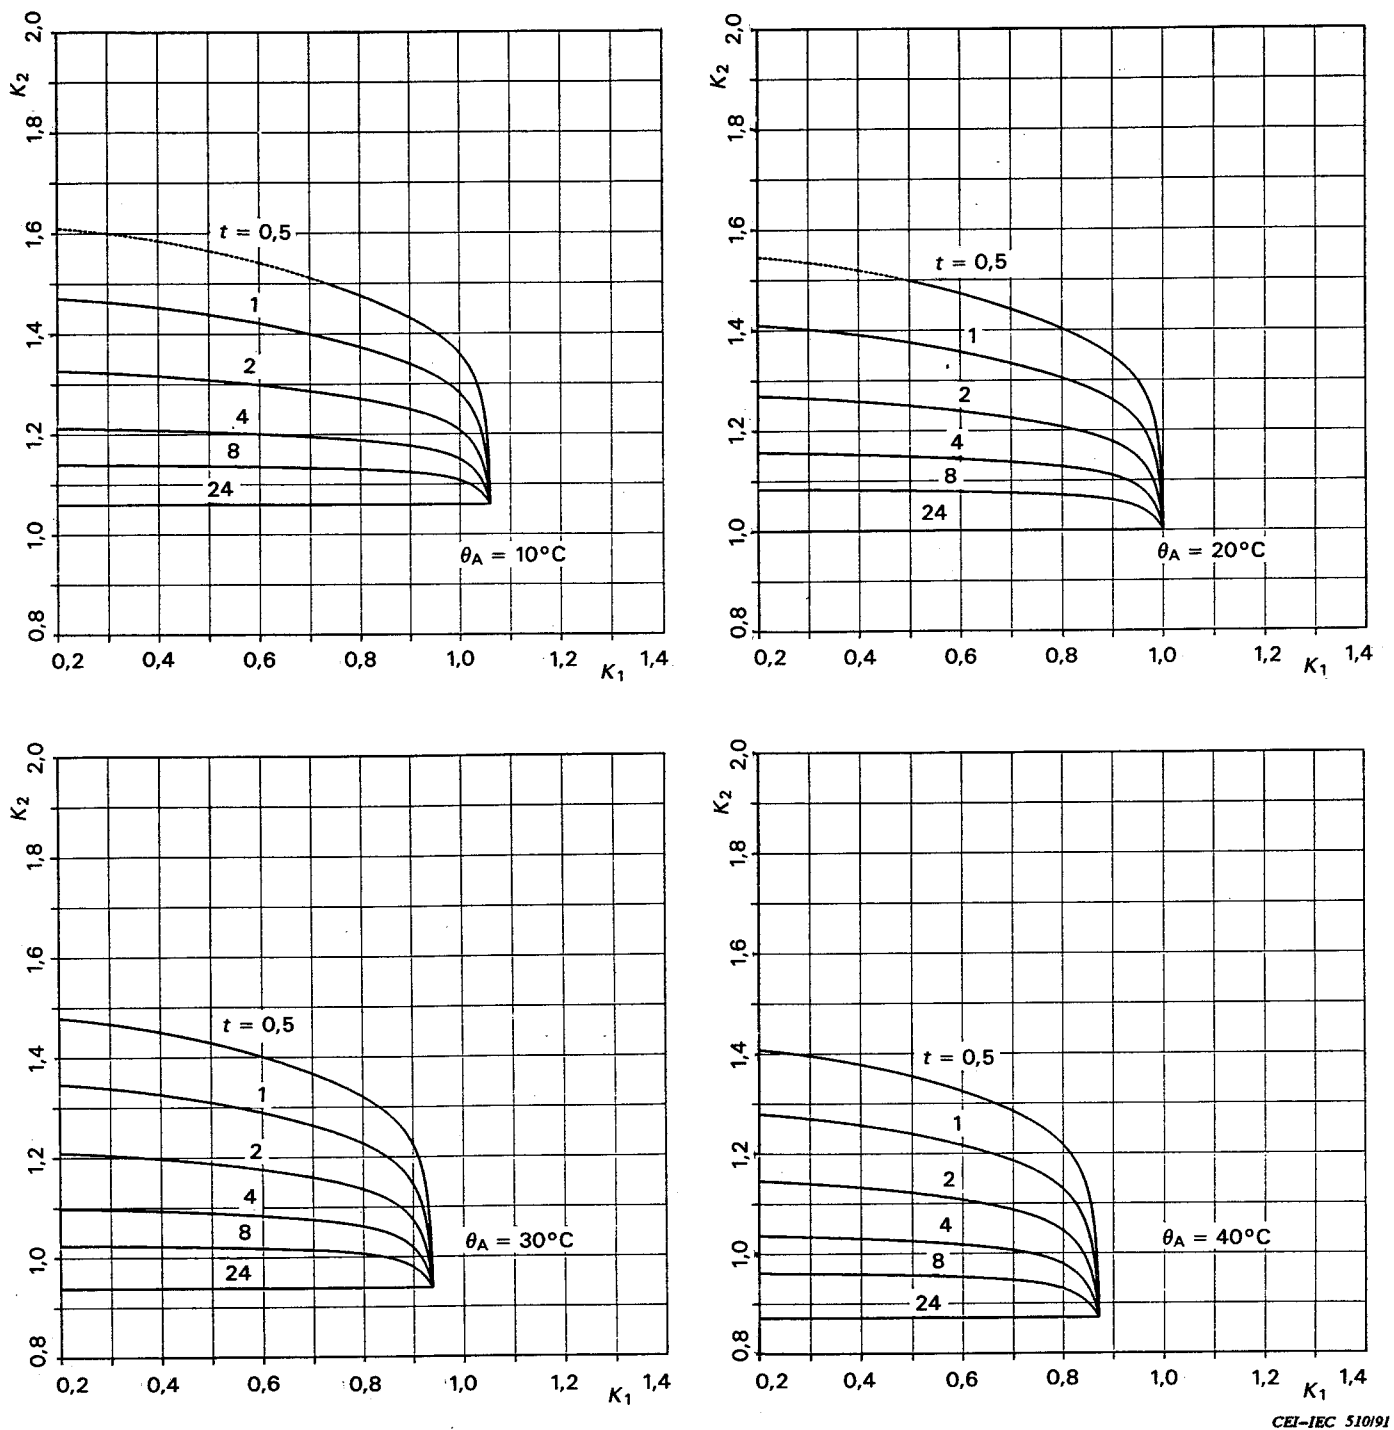 K2
2,0
1,8
1,6
1,4
1,2
1,0
0,8
t = 0,5
1
2
4
8
24
θA = 10°C
0,2 0,4 0,6 0,8 1,0 1,2 K1 1,4
K2
2,0
1,8
1,6
1,4
1,2
1,0
0,8
t = 0,5
1
2
4
8
24
θA = 20°C
0,2 0,4 0,6 0,8 1,0 1,2 K1 1,4
K2
2,0
1,8
1,6
1,4
1,2
1,0
0,8
t = 0,5
1
2
4
8
24
θA = 30°C
0,2 0,4 0,6 0,8 1,0 1,2 K1 1,4
K2
2,0
1,8
1,6
1,4
1,2
1,0
0,8
t = 0,5
1
2
4
8
24
θA = 40°C
0,2 0,4 0,6 0,8 1,0 1,2 K1 1,4
CEI–IEC 510/91